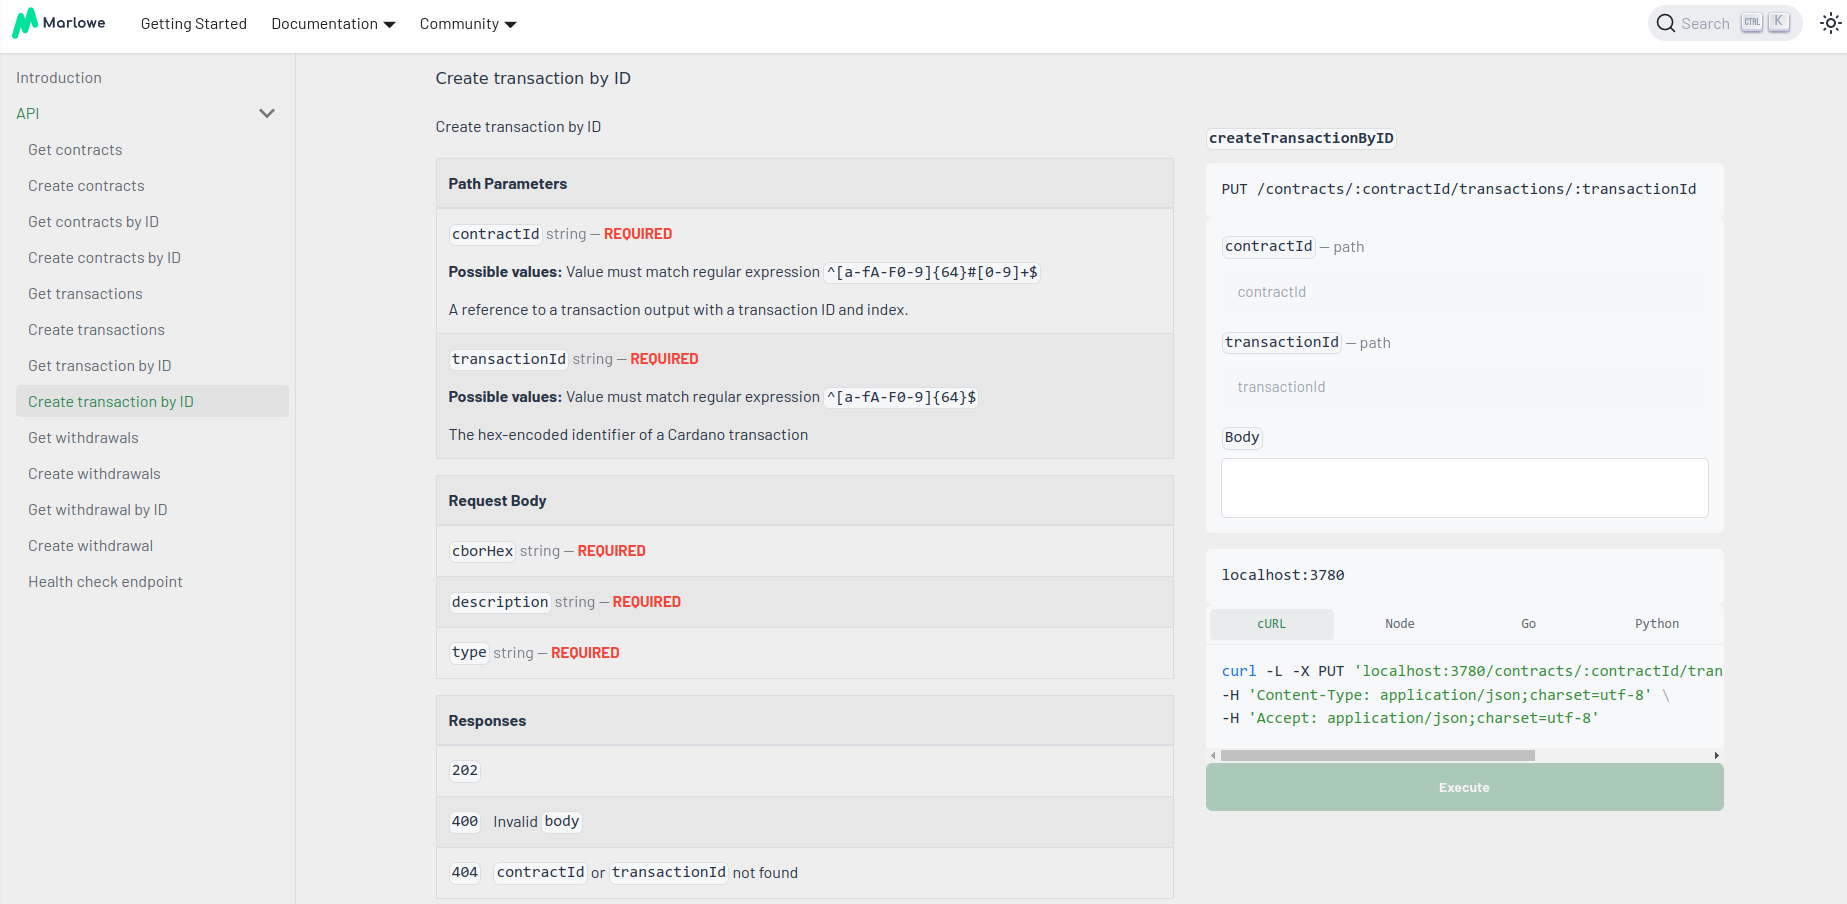 Marlowe
Getting Started
Documentation
Community
Search
CTRL
K
Introduction
API
Get contracts
Create contracts
Get contracts by ID
Create contracts by ID
Get transactions
Create transactions
Get transaction by ID
Create transaction by ID
Get withdrawals
Create withdrawals
Get withdrawal by ID
Create withdrawal
Health check endpoint
Create transaction by ID
Create transaction by ID
Path Parameters
contractId string — REQUIRED
Possible values: Value must match regular expression ^[a-fA-F0-9]{64}#[0-9]+$
A reference to a transaction output with a transaction ID and index.
transactionId string — REQUIRED
Possible values: Value must match regular expression ^[a-fA-F0-9]{64}$
The hex-encoded identifier of a Cardano transaction
Request Body
cborHex string — REQUIRED
description string — REQUIRED
type string — REQUIRED
Responses
202
400 Invalid body
404 contractId or transactionId not found
createTransactionByID
PUT /contracts/:contractId/transactions/:transactionId
contractId — path
contractId
transactionId — path
transactionId
Body
localhost:3780
cURL
Node
Go
Python
curl -L -X PUT 'localhost:3780/contracts/:contractId/tran
-H 'Content-Type: application/json;charset=utf-8' \
-H 'Accept: application/json;charset=utf-8'
Execute